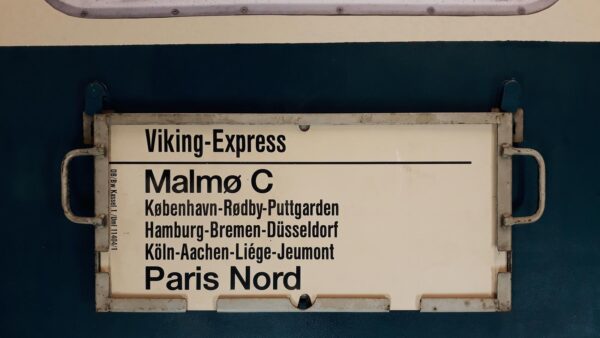 Viking-Express
Malmø C
København-Rødby-Puttgarden
Hamburg-Bremen-Düsseldorf
Köln-Aachen-Liége-Jeumont
Paris Nord